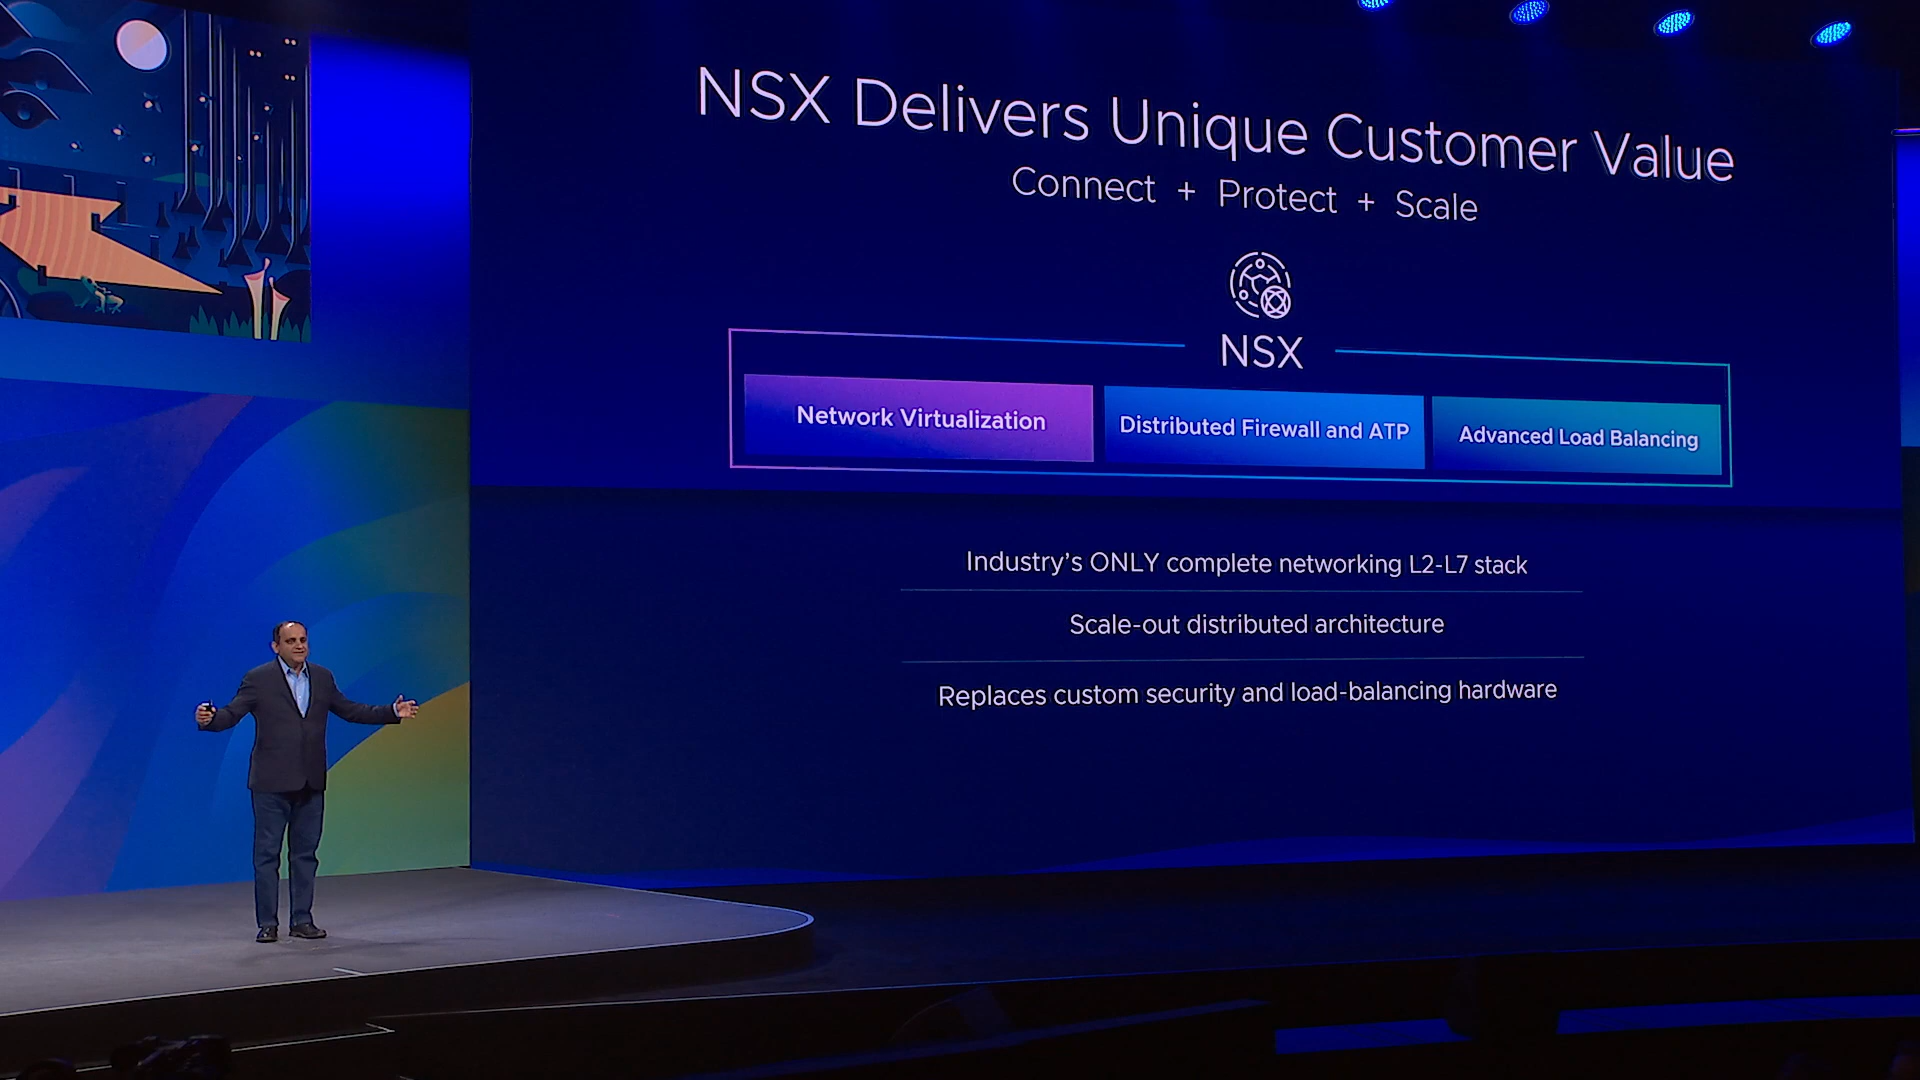 NSX Delivers Unique Customer Value
Connect + Protect + Scale
NSX
Network Virtualization
Distributed Firewall and ATP
Advanced Load Balancing
Industry's ONLY complete networking L2-L7 stack
Scale-out distributed architecture
Replaces custom security and load-balancing hardware